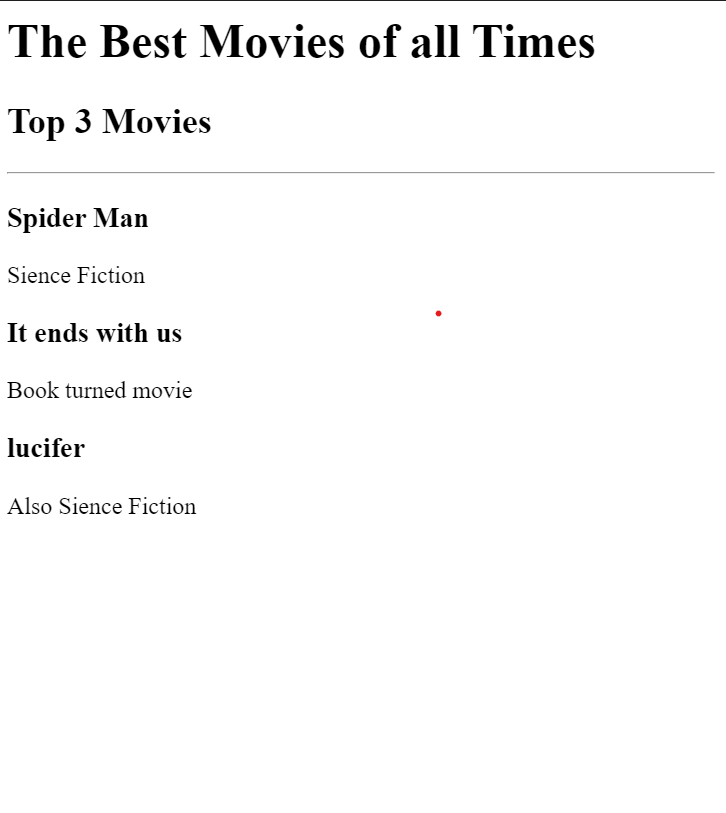 The Best Movies of all Times
Top 3 Movies
Spider Man
Sience Fiction
It ends with us
Book turned movie
lucifer
Also Sience Fiction